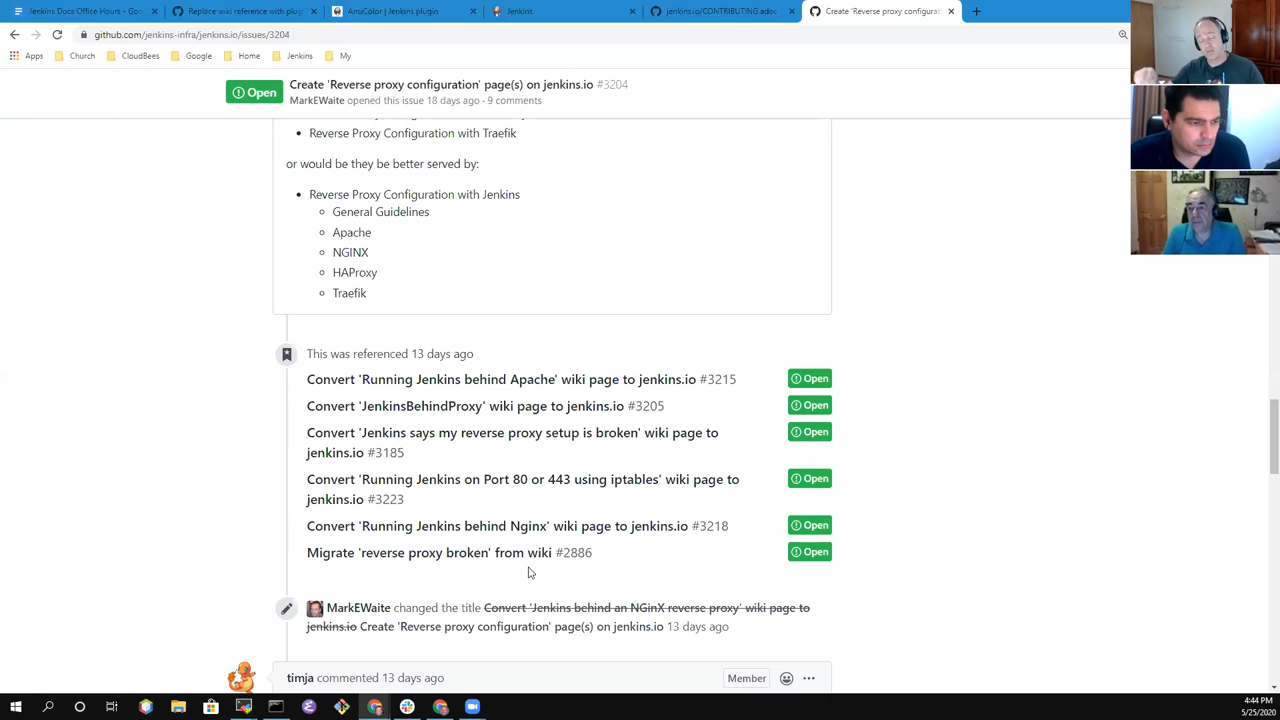 Jenkins Docs Office Hours - Goo
Replace wiki reference with plugi
AnsiColor | Jenkins plugin
Jenkins
jenkins.io/CONTRIBUTING.adoc
Create 'Reverse proxy configurat
github.com/jenkins-infra/jenkins.io/issues/3204
Apps
Church
CloudBees
Google
Home
Jenkins
My
Open
Create 'Reverse proxy configuration' page(s) on jenkins.io #3204
MarkEWaite opened this issue 18 days ago · 9 comments
Reverse Proxy Configuration with Traefik
or would be they be better served by:
Reverse Proxy Configuration with Jenkins
General Guidelines
Apache
NGINX
HAProxy
Traefik
This was referenced 13 days ago
Convert 'Running Jenkins behind Apache' wiki page to jenkins.io #3215
Open
Convert 'JenkinsBehindProxy' wiki page to jenkins.io #3205
Open
Convert 'Jenkins says my reverse proxy setup is broken' wiki page to
jenkins.io #3185
Open
Convert 'Running Jenkins on Port 80 or 443 using iptables' wiki page to
jenkins.io #3223
Open
Convert 'Running Jenkins behind Nginx' wiki page to jenkins.io #3218
Open
Migrate 'reverse proxy broken' from wiki #2886
Open
MarkEWaite changed the title Convert 'Jenkins behind an NGinX reverse proxy' wiki page to
jenkins.io Create 'Reverse proxy configuration' page(s) on jenkins.io 13 days ago
timja commented 13 days ago
Member
4:44 PM
5/25/2020